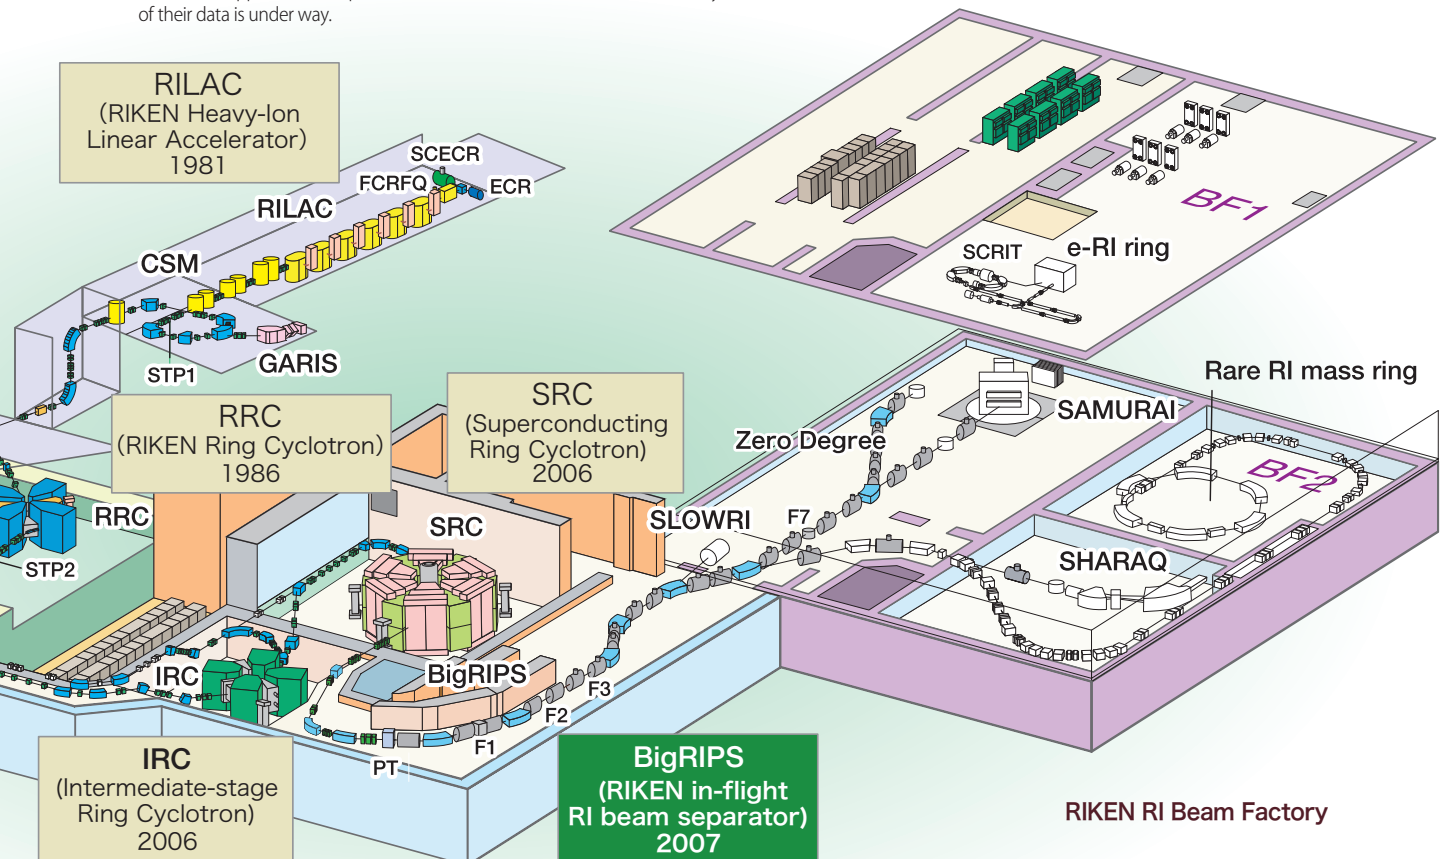 of their data is under way.
RILAC
(RIKEN Heavy-Ion
Linear Accelerator)
1981
SCECR
FCRFQ
ECR
RILAC
CSM
STP1
GARIS
BF1
SCRIT
e-RI ring
RRC
(RIKEN Ring Cyclotron)
1986
SRC
(Superconducting
Ring Cyclotron)
2006
Rare RI mass ring
SAMURAI
Zero Degree
BF2
RRC
STP2
SRC
SLOWRI
F7
SHARAQ
IRC
BigRIPS
F3
F2
F1
PT
IRC
(Intermediate-stage
Ring Cyclotron)
2006
BigRIPS
(RIKEN in-flight
RI beam separator)
2007
RIKEN RI Beam Factory